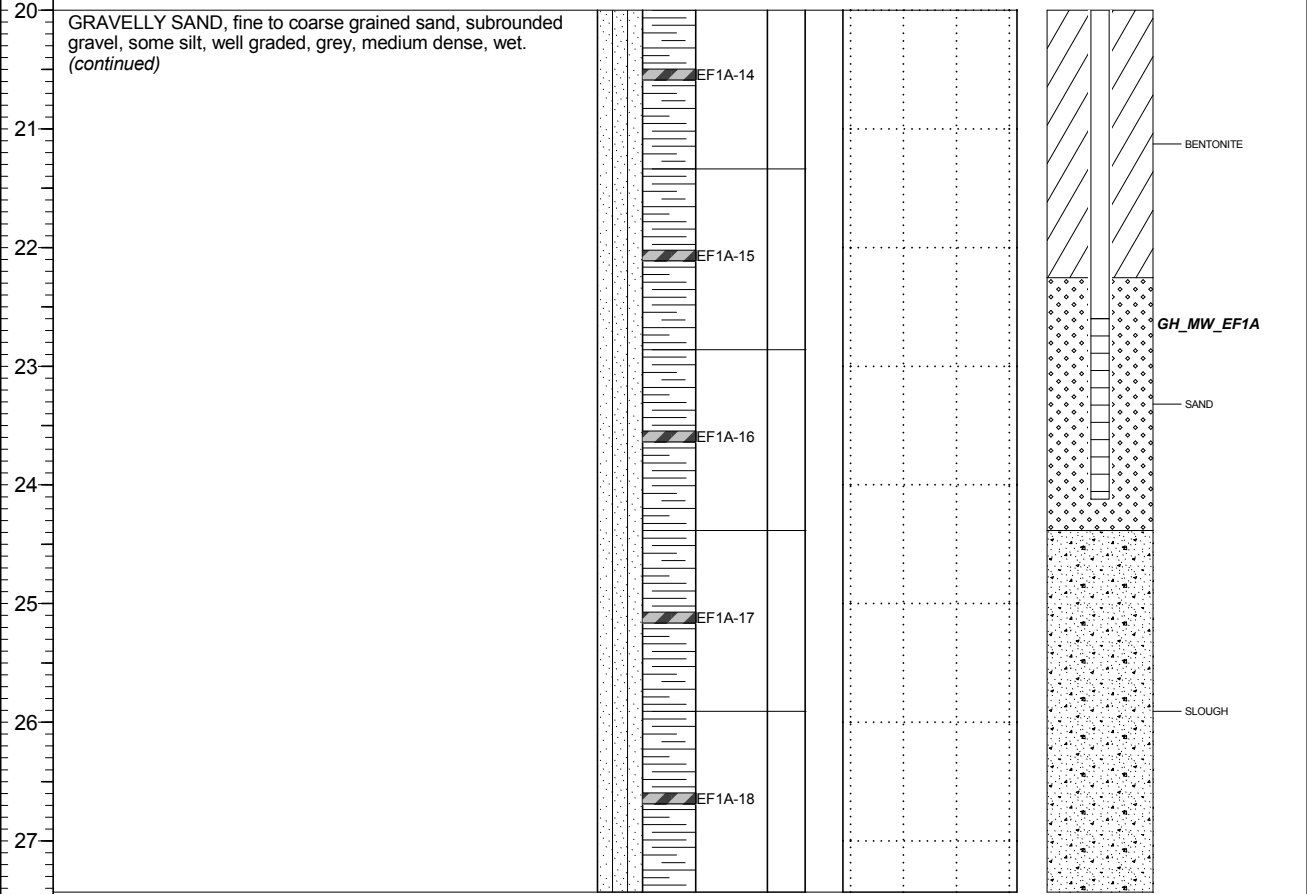 20
GRAVELLY SAND, fine to coarse grained sand, subrounded
gravel, some silt, well graded, grey, medium dense, wet.
(continued)
EF1A-14
21
BENTONITE
22
EF1A-15
GH_MW_EF1A
23
SAND
EF1A-16
24
25
EF1A-17
SLOUGH
26
EF1A-18
27